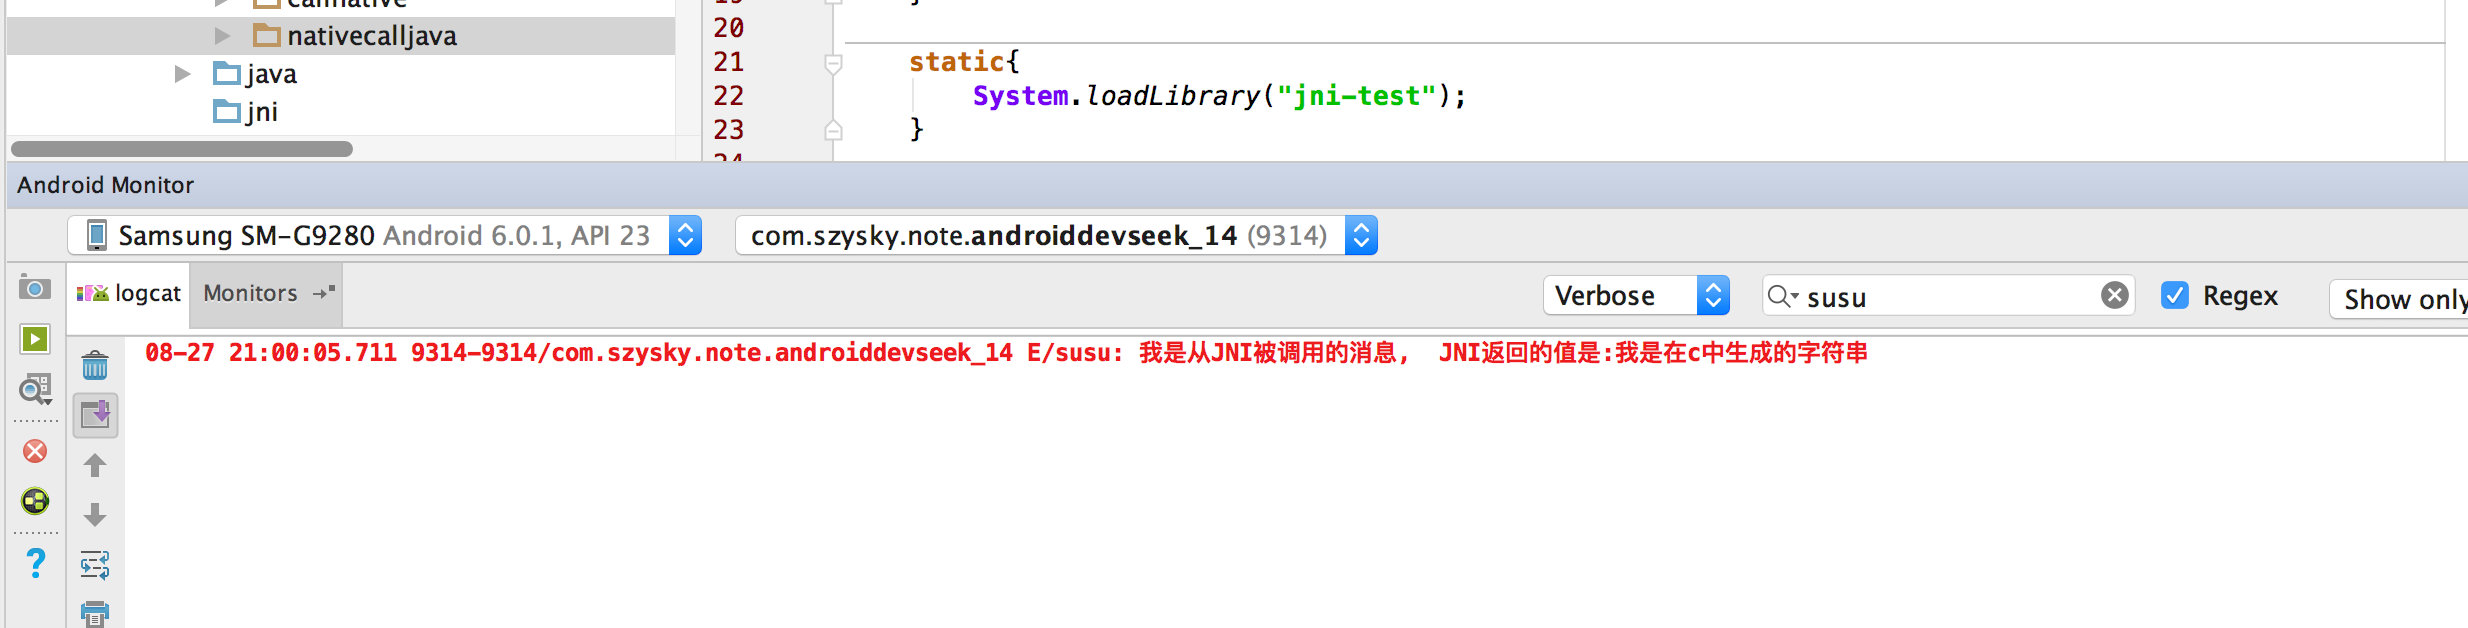 nativecalljava
java
jni
20
21 static{
22 System.loadLibrary("jni-test");
23 }
Android Monitor
Samsung SM-G9280 Android 6.0.1, API 23 com.szysky.note.androiddevseek_14 (9314)
logcat Monitors Verbose susu Regex Show only
08-27 21:00:05.711 9314-9314/com.szysky.note.androiddevseek_14 E/susu: 我是从JNI被调用的消息, JNI返回的值是:我是在c中生成的字符串